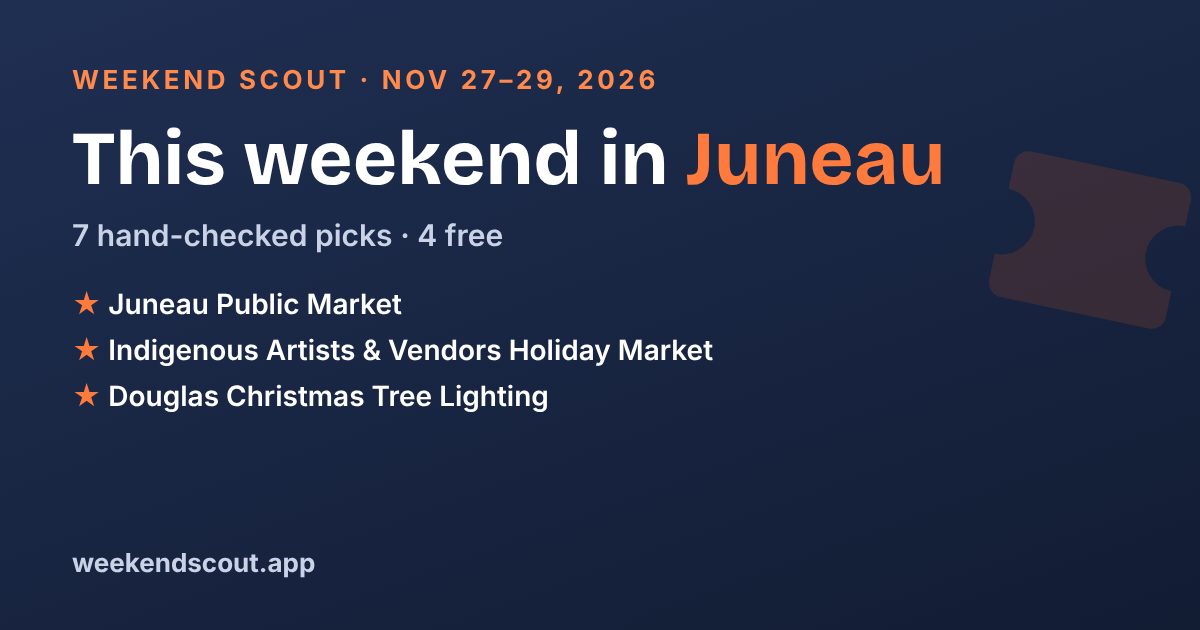 WEEKEND SCOUT · NOV 27–29, 2026
This weekend in Juneau
7 hand-checked picks · 4 free
★ Juneau Public Market
★ Indigenous Artists & Vendors Holiday Market
★ Douglas Christmas Tree Lighting
weekendscout.app